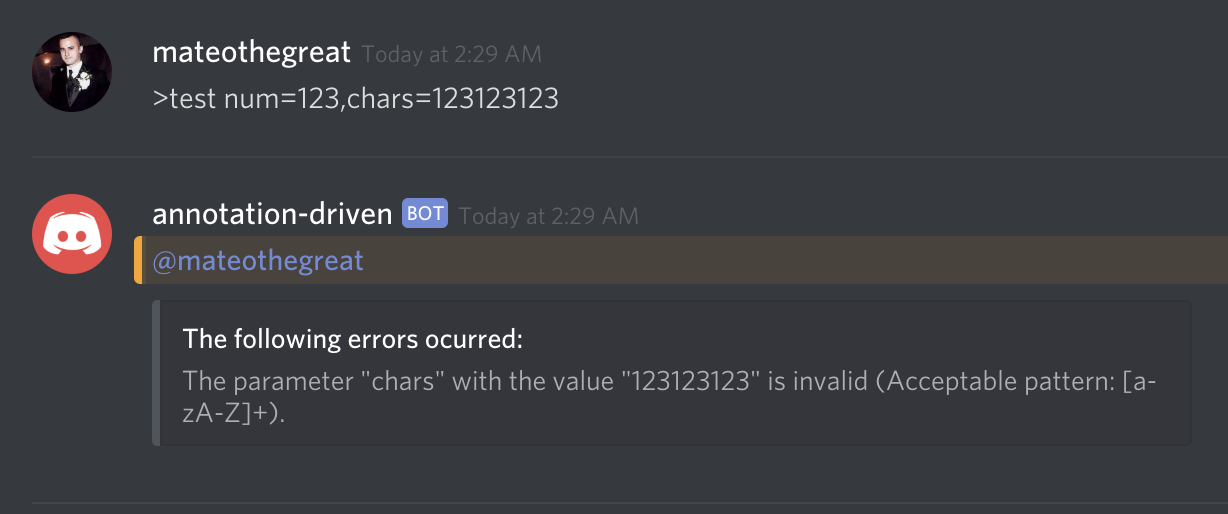 mateothegreat Today at 2:29 AM
>test num=123,chars=123123123
annotation-driven BOT Today at 2:29 AM
@mateothegreat
The following errors ocurred:
The parameter "chars" with the value "123123123" is invalid (Acceptable pattern: [a-
zA-Z]+).